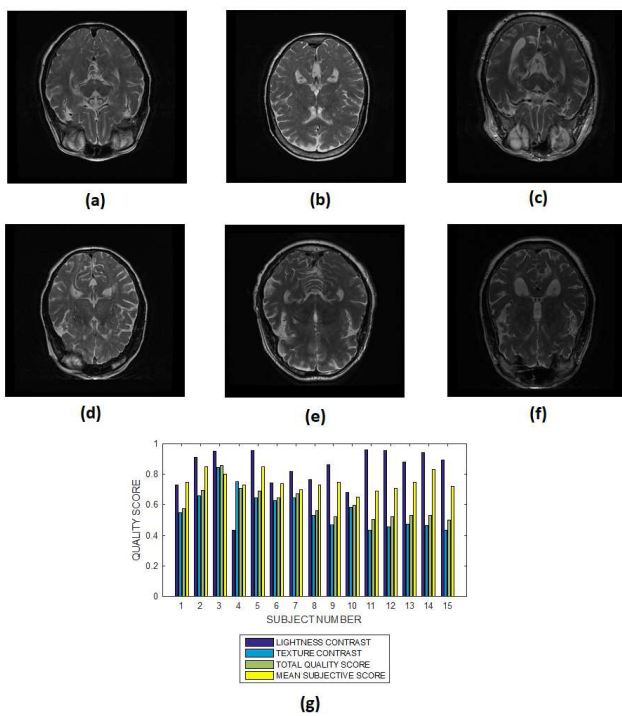 (a)
(b)
(c)
(d)
(e)
(f)
1
0.8
0.6
0.4
0.2
0
QUALITY SCORE
1 2 3 4 5 6 7 8 9 10 11 12 13 14 15
SUBJECT NUMBER
LIGHTNESS CONTRAST
TEXTURE CONTRAST
TOTAL QUALITY SCORE
MEAN SUBJECTIVE SCORE
(g)